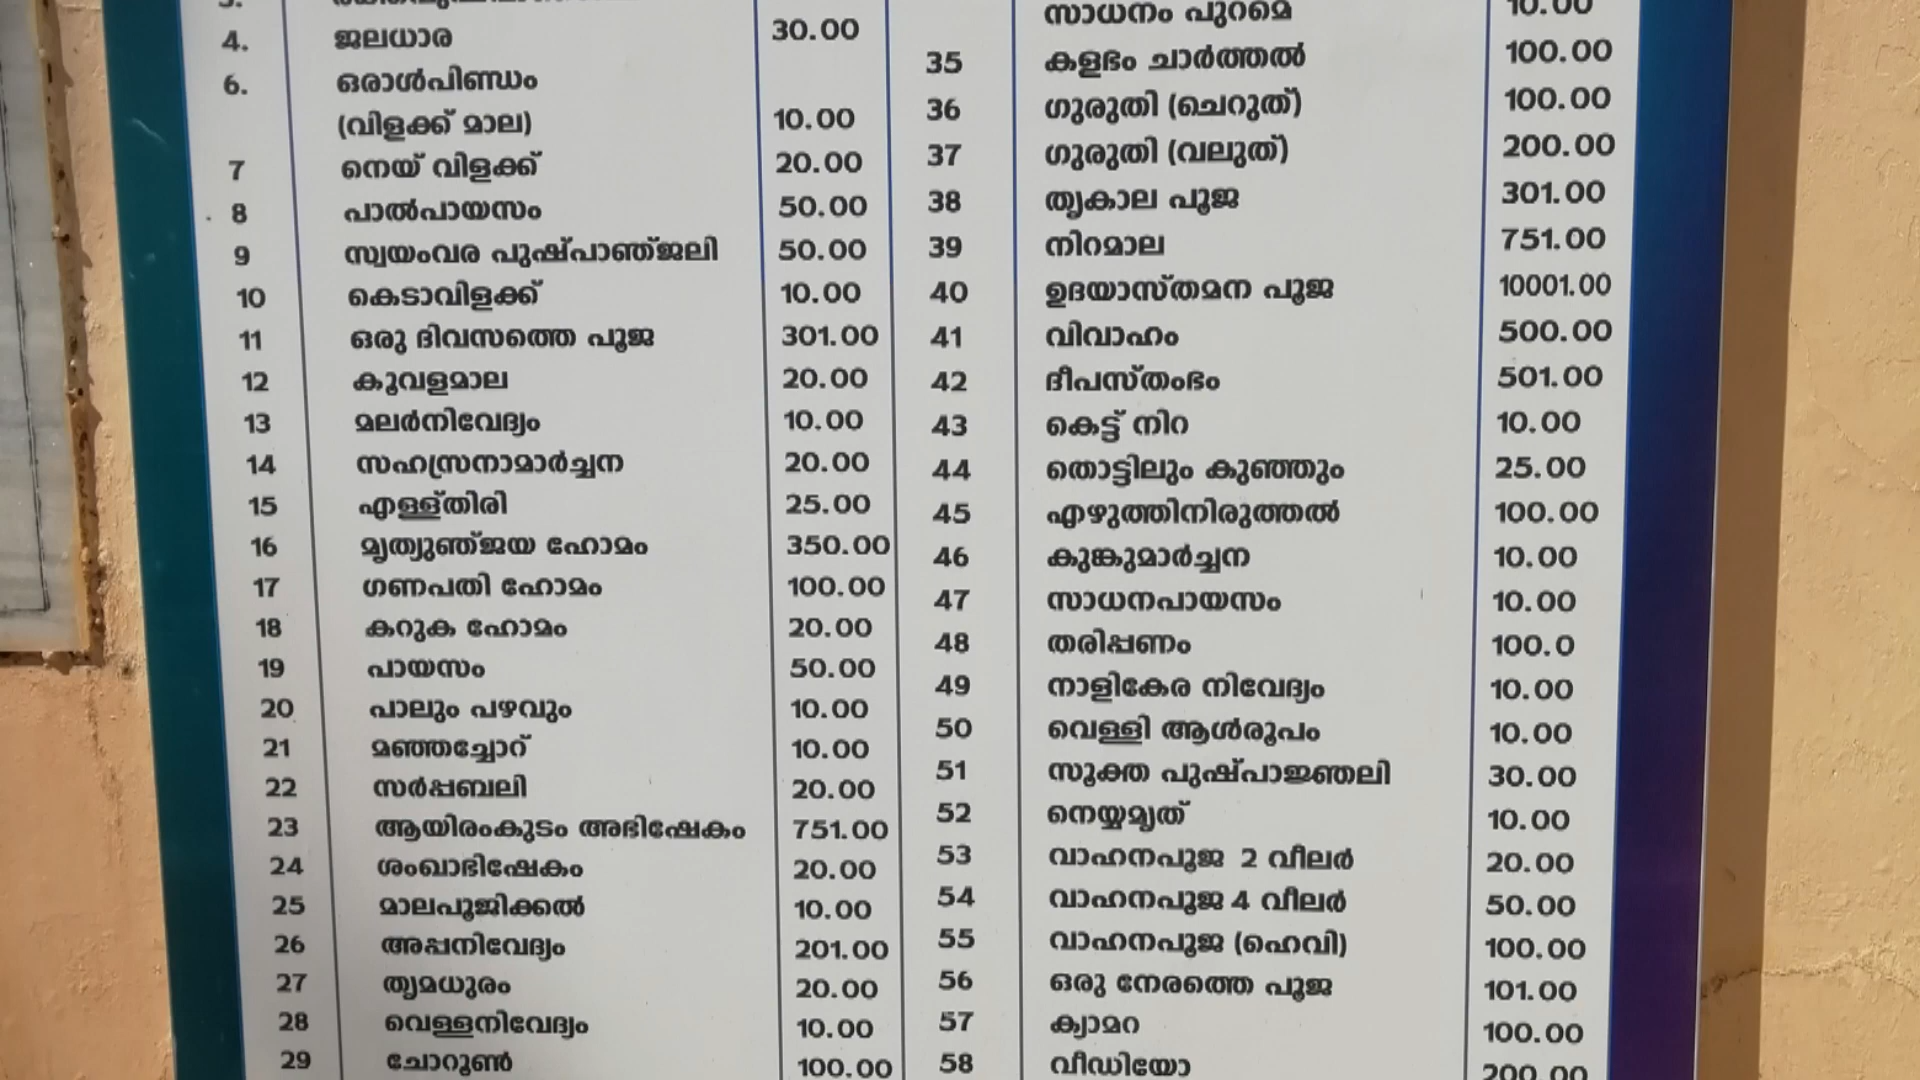 4. ജലധാര 30.00
6. ഒരാൾപിണ്ഡം
(വിളക്ക് മാല) 10.00
7 നെയ് വിളക്ക് 20.00
8 പാൽപായസം 50.00
9 സ്വയംവര പുഷ്പാഞ്ജലി 50.00
10 കെടാവിളക്ക് 10.00
11 ഒരു ദിവസത്തെ പൂജ 301.00
12 കൂവളമാല 20.00
13 മലർനിവേദ്യം 10.00
14 സഹസ്രനാമാർച്ചന 20.00
15 എള്ള്തിരി 25.00
16 മൃത്യുഞ്ജയ ഹോമം 350.00
17 ഗണപതി ഹോമം 100.00
18 കറുക ഹോമം 20.00
19 പായസം 50.00
20 പാലും പഴവും 10.00
21 മഞ്ഞച്ചോറ് 10.00
22 സർപ്പബലി 20.00
23 ആയിരംകുടം അഭിഷേകം 751.00
24 ശംഖാഭിഷേകം 20.00
25 മാലപൂജിക്കൽ 10.00
26 അപ്പനിവേദ്യം 201.00
27 തൃമധുരം 20.00
28 വെള്ളനിവേദ്യം 10.00
29 ചോറൂൺ 100.00
സാധനം പുറമെ 10.00
35 കളഭം ചാർത്തൽ 100.00
36 ഗുരുതി (ചെറുത്) 100.00
37 ഗുരുതി (വലുത്) 200.00
38 തൃകാല പൂജ 301.00
39 നിറമാല 751.00
40 ഉദയാസ്തമന പൂജ 10001.00
41 വിവാഹം 500.00
42 ദീപസ്തംഭം 501.00
43 കെട്ട് നിറ 10.00
44 തൊട്ടിലും കുഞ്ഞും 25.00
45 എഴുത്തിനിരുത്തൽ 100.00
46 കുങ്കുമാർച്ചന 10.00
47 സാധനപായസം 10.00
48 തരിപ്പണം 100.0
49 നാളികേര നിവേദ്യം 10.00
50 വെള്ളി ആൾരൂപം 10.00
51 സൂക്ത പുഷ്പാജ്ഞലി 30.00
52 നെയ്യമൃത് 10.00
53 വാഹനപൂജ 2 വീലർ 20.00
54 വാഹനപൂജ 4 വീലർ 50.00
55 വാഹനപൂജ (ഹെവി) 100.00
56 ഒരു നേരത്തെ പൂജ 101.00
57 ക്യാമറ 100.00
58 വീഡിയോ 200.00